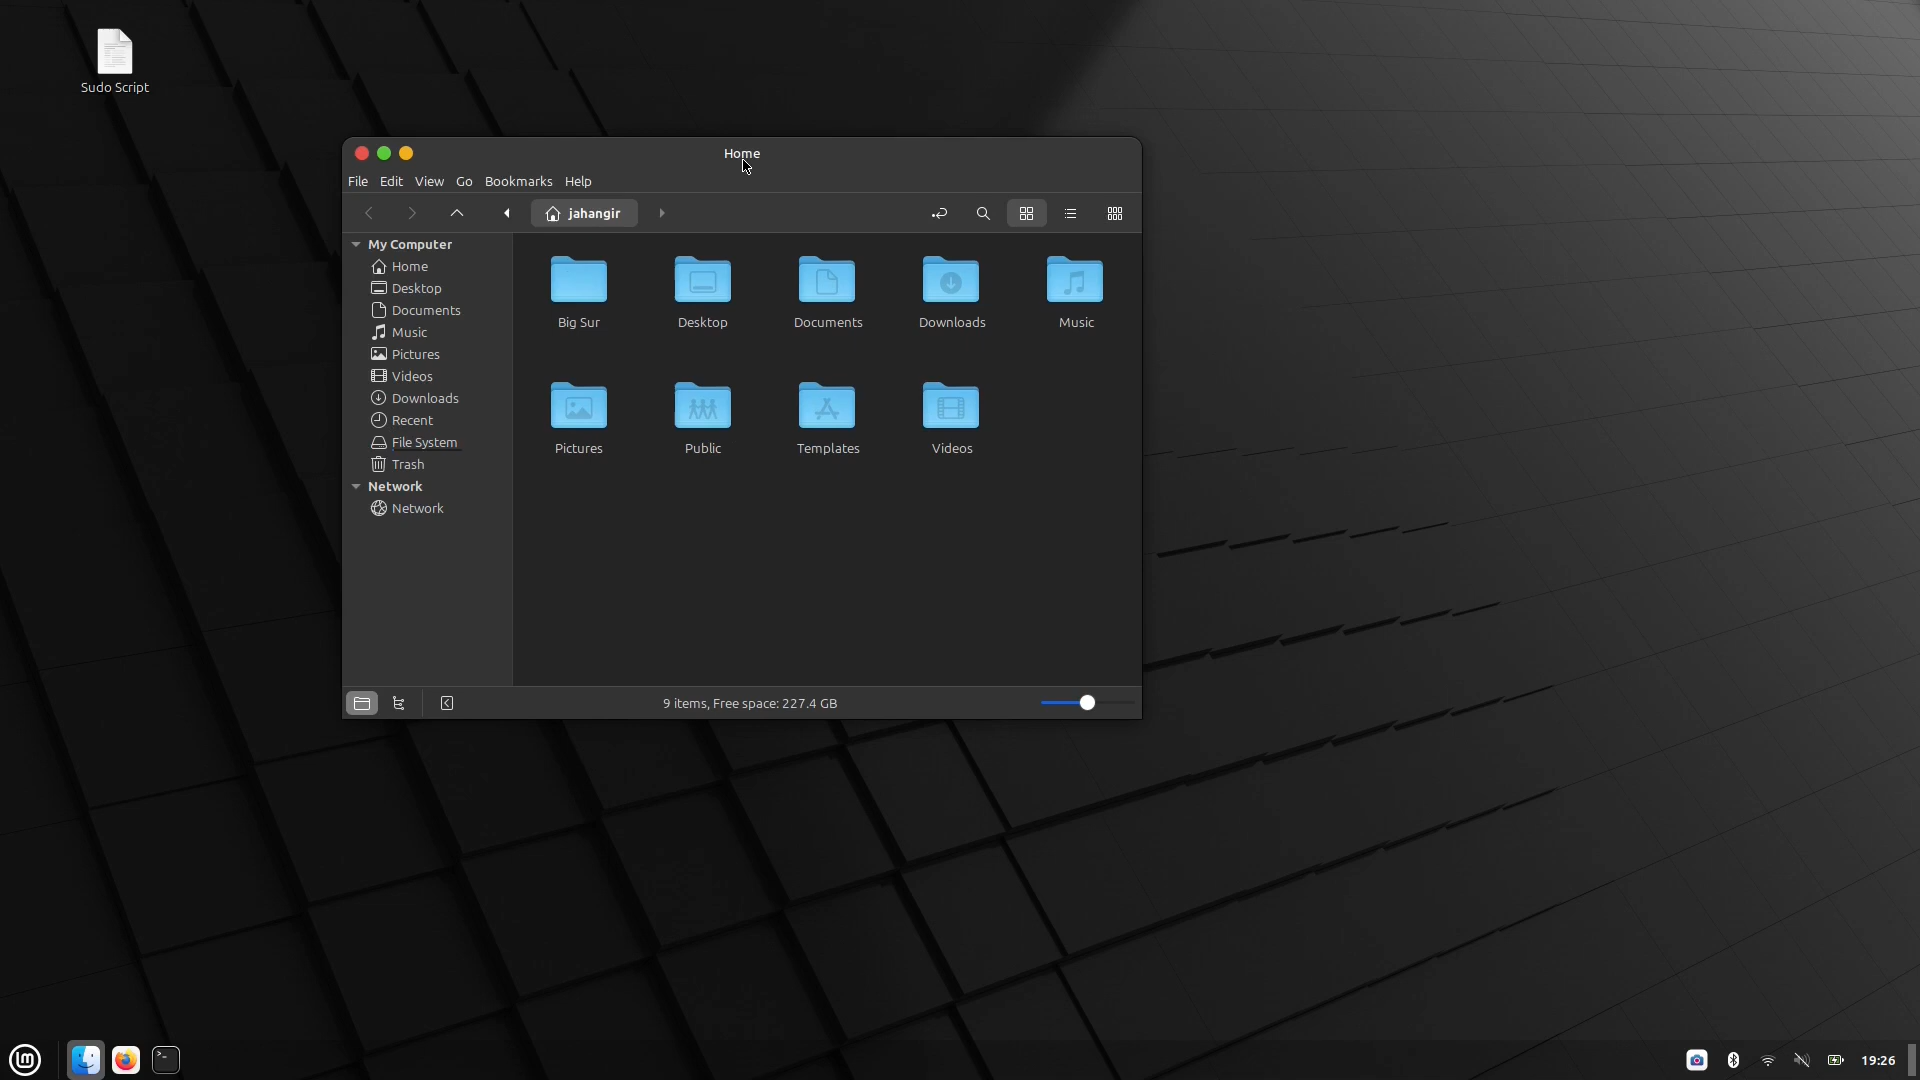 Sudo Script
Home
File Edit View Go Bookmarks Help
jahangir
My Computer
Home
Desktop
Documents
Music
Pictures
Videos
Downloads
Recent
File System
Trash
Network
Network
Big Sur Desktop Documents Downloads Music
Pictures Public Templates Videos
9 items, Free space: 227.4 GB
19:26